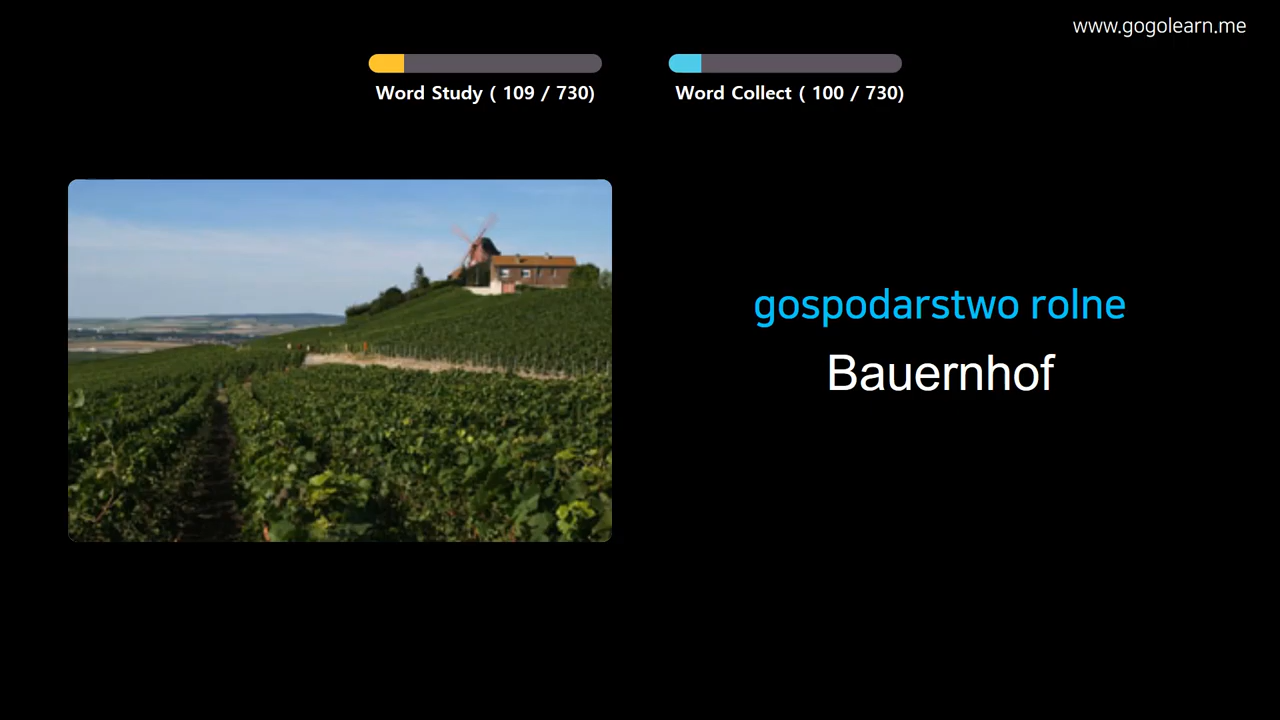 www.gogolearn.me
Word Study ( 109 / 730)
Word Collect ( 100 / 730)
gospodarstwo rolne
Bauernhof